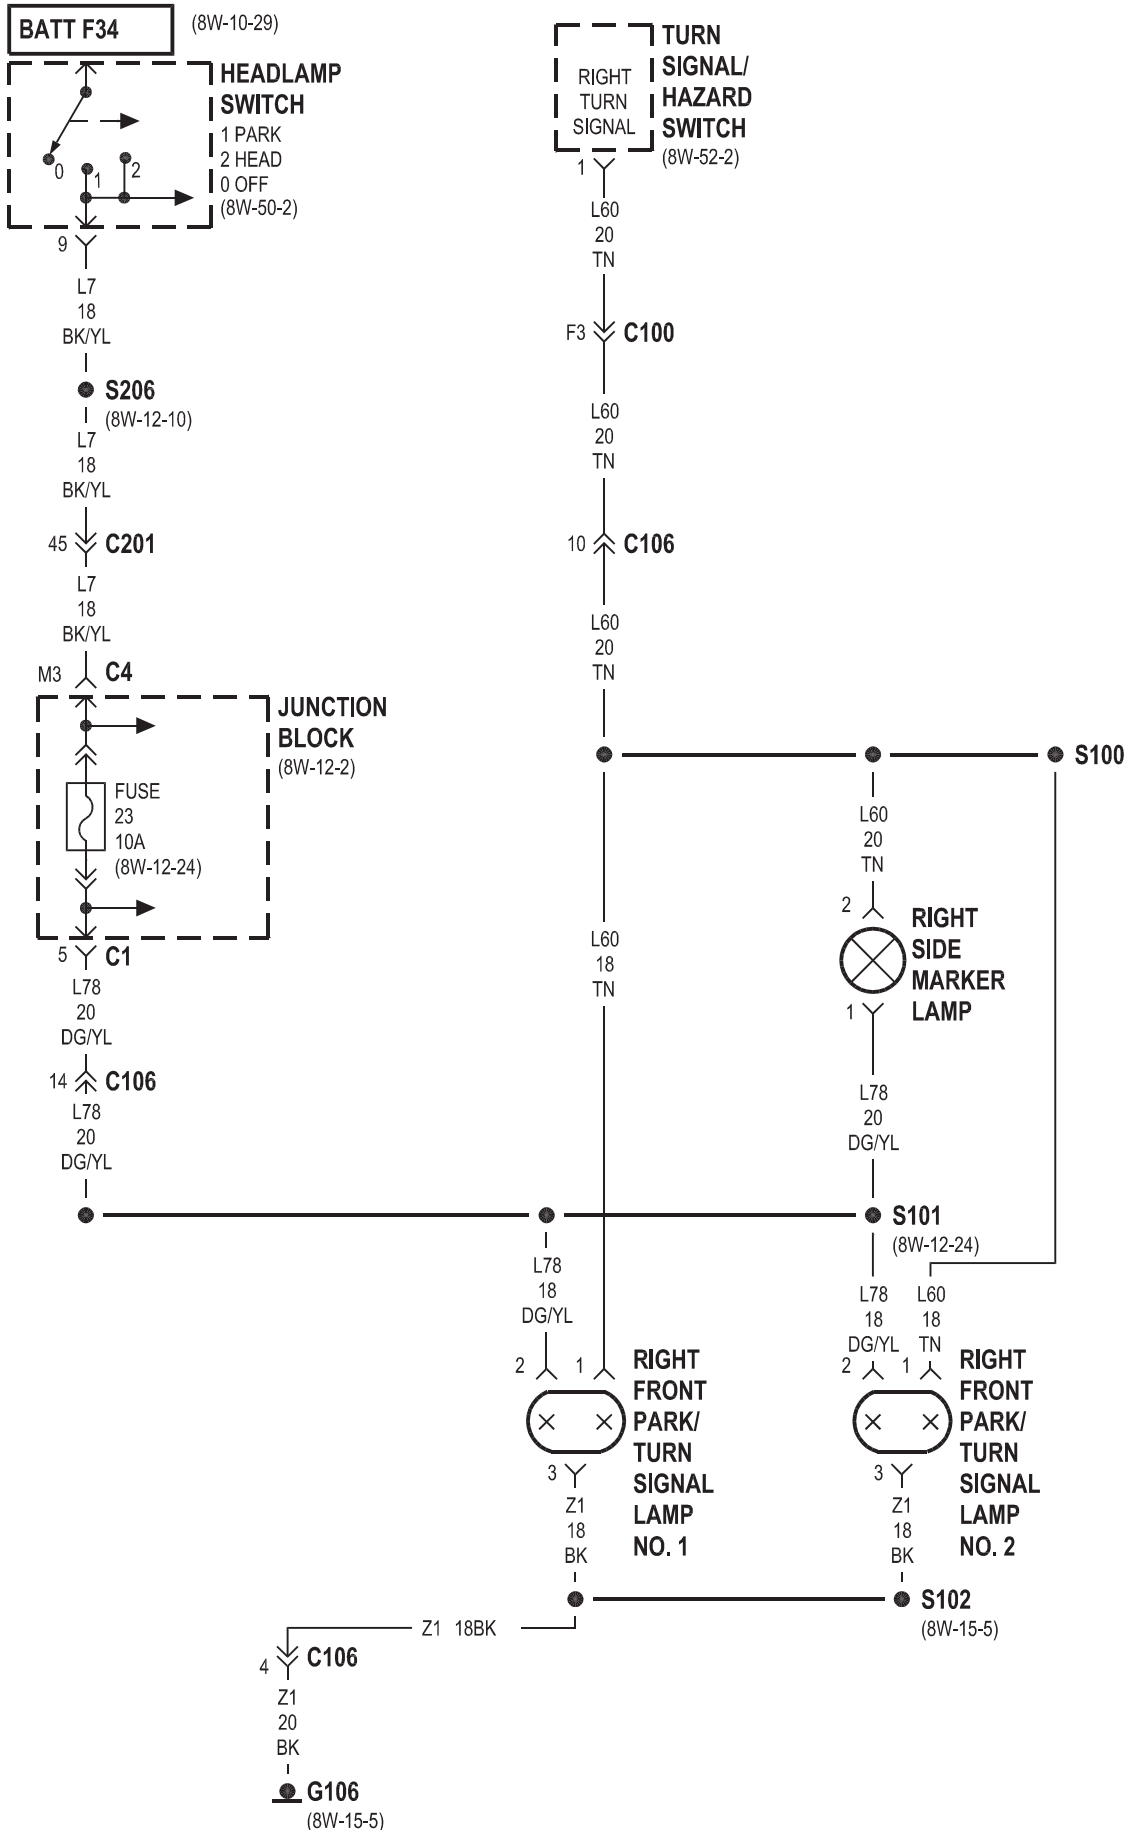 BATT F34
(8W-10-29)
HEADLAMP
SWITCH
1 PARK
2 HEAD
0 OFF
(8W-50-2)
0
1
2
9
L7
18
BK/YL
S206
(8W-12-10)
L7
18
BK/YL
45
C201
L7
18
BK/YL
M3
C4
JUNCTION
BLOCK
(8W-12-2)
FUSE
23
10A
(8W-12-24)
5
C1
L78
20
DG/YL
14
C106
L78
20
DG/YL
RIGHT
TURN
SIGNAL
TURN
SIGNAL/
HAZARD
SWITCH
(8W-52-2)
1
L60
20
TN
F3
C100
L60
20
TN
10
C106
L60
20
TN
S100
L60
18
TN
L60
20
TN
2
RIGHT
SIDE
MARKER
LAMP
1
L78
20
DG/YL
S101
(8W-12-24)
L78
18
DG/YL
2
1
RIGHT
FRONT
PARK/
TURN
SIGNAL
LAMP
NO. 1
3
Z1
18
BK
L78
18
DG/YL
L60
18
TN
2
1
RIGHT
FRONT
PARK/
TURN
SIGNAL
LAMP
NO. 2
3
Z1
18
BK
S102
(8W-15-5)
Z1 18BK
4
C106
Z1
20
BK
G106
(8W-15-5)